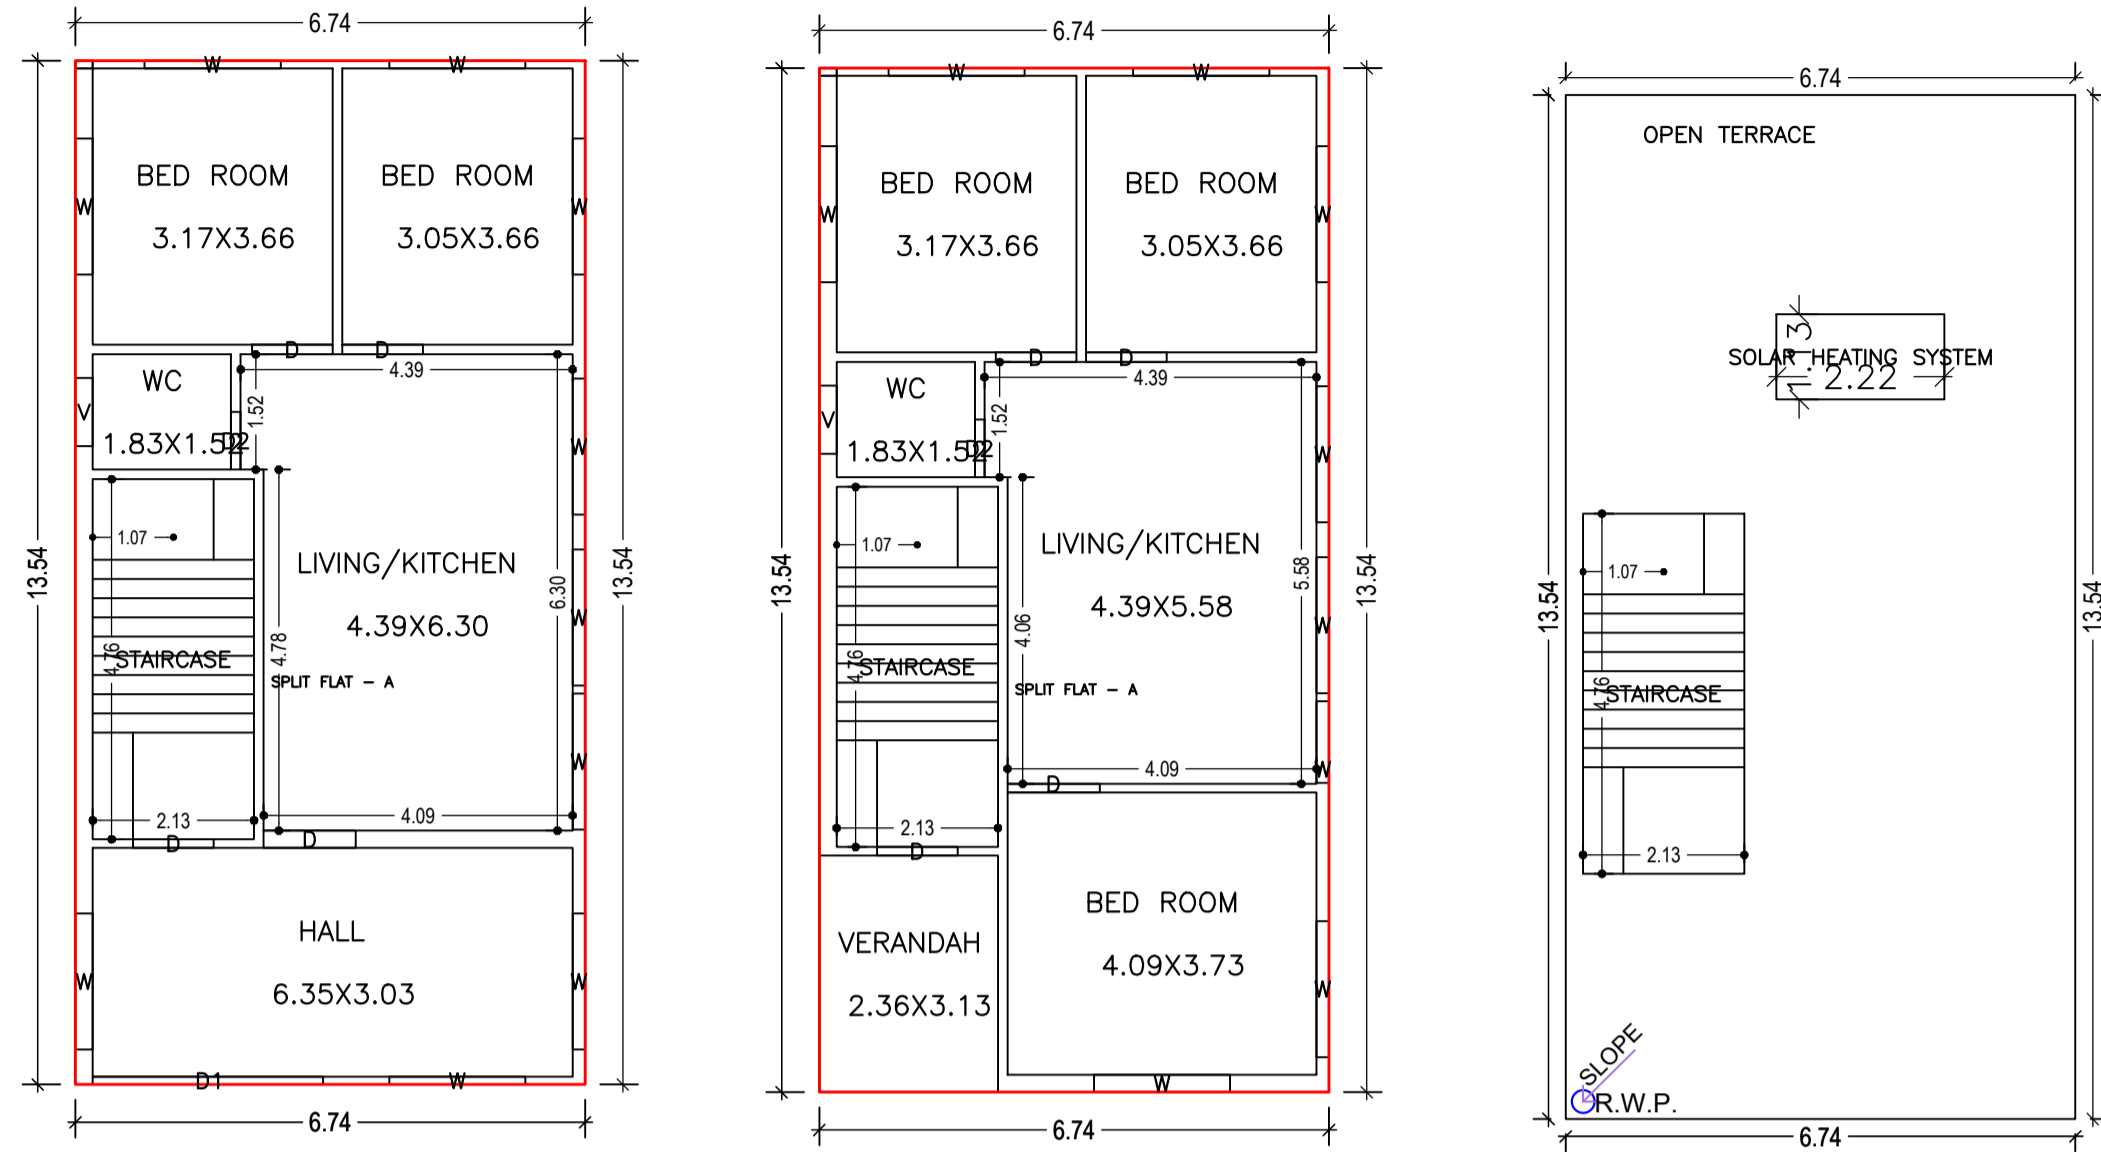 6.74
W
W
BED ROOM
3.17X3.66
BED ROOM
3.05X3.66
W
W
D
D
4.39
WC
1.83X1.52
D2
V
1.52
W
1.07
LIVING/KITCHEN
4.39X6.30
6.30
W
4.76
STAIRCASE
4.78
SPLIT FLAT - A
W
4.09
2.13
D
D
HALL
6.35X3.03
W
W
D1
W
13.54
13.54
6.74
6.74
W
W
BED ROOM
3.17X3.66
BED ROOM
3.05X3.66
W
W
D
D
4.39
WC
1.83X1.52
D2
V
1.52
W
1.07
LIVING/KITCHEN
4.39X5.58
5.58
W
4.06
4.76
STAIRCASE
SPLIT FLAT - A
4.09
W
D
2.13
D
BED ROOM
4.09X3.73
VERANDAH
2.36X3.13
W
W
13.54
13.54
6.74
6.74
OPEN TERRACE
1.13
SOLAR HEATING SYSTEM
2.22
1.07
4.76
STAIRCASE
2.13
13.54
13.54
SLOPE
R.W.P.
6.74